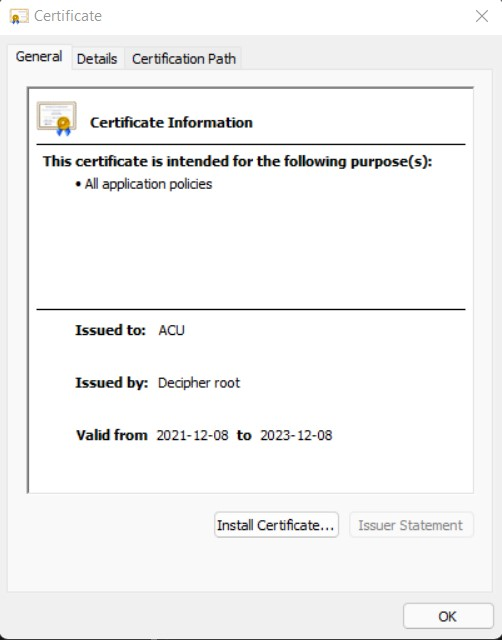 Certificate
General Details Certification Path
Certificate Information
This certificate is intended for the following purpose(s):
• All application policies
Issued to: ACU
Issued by: Decipher root
Valid from 2021-12-08 to 2023-12-08
Install Certificate... Issuer Statement
OK